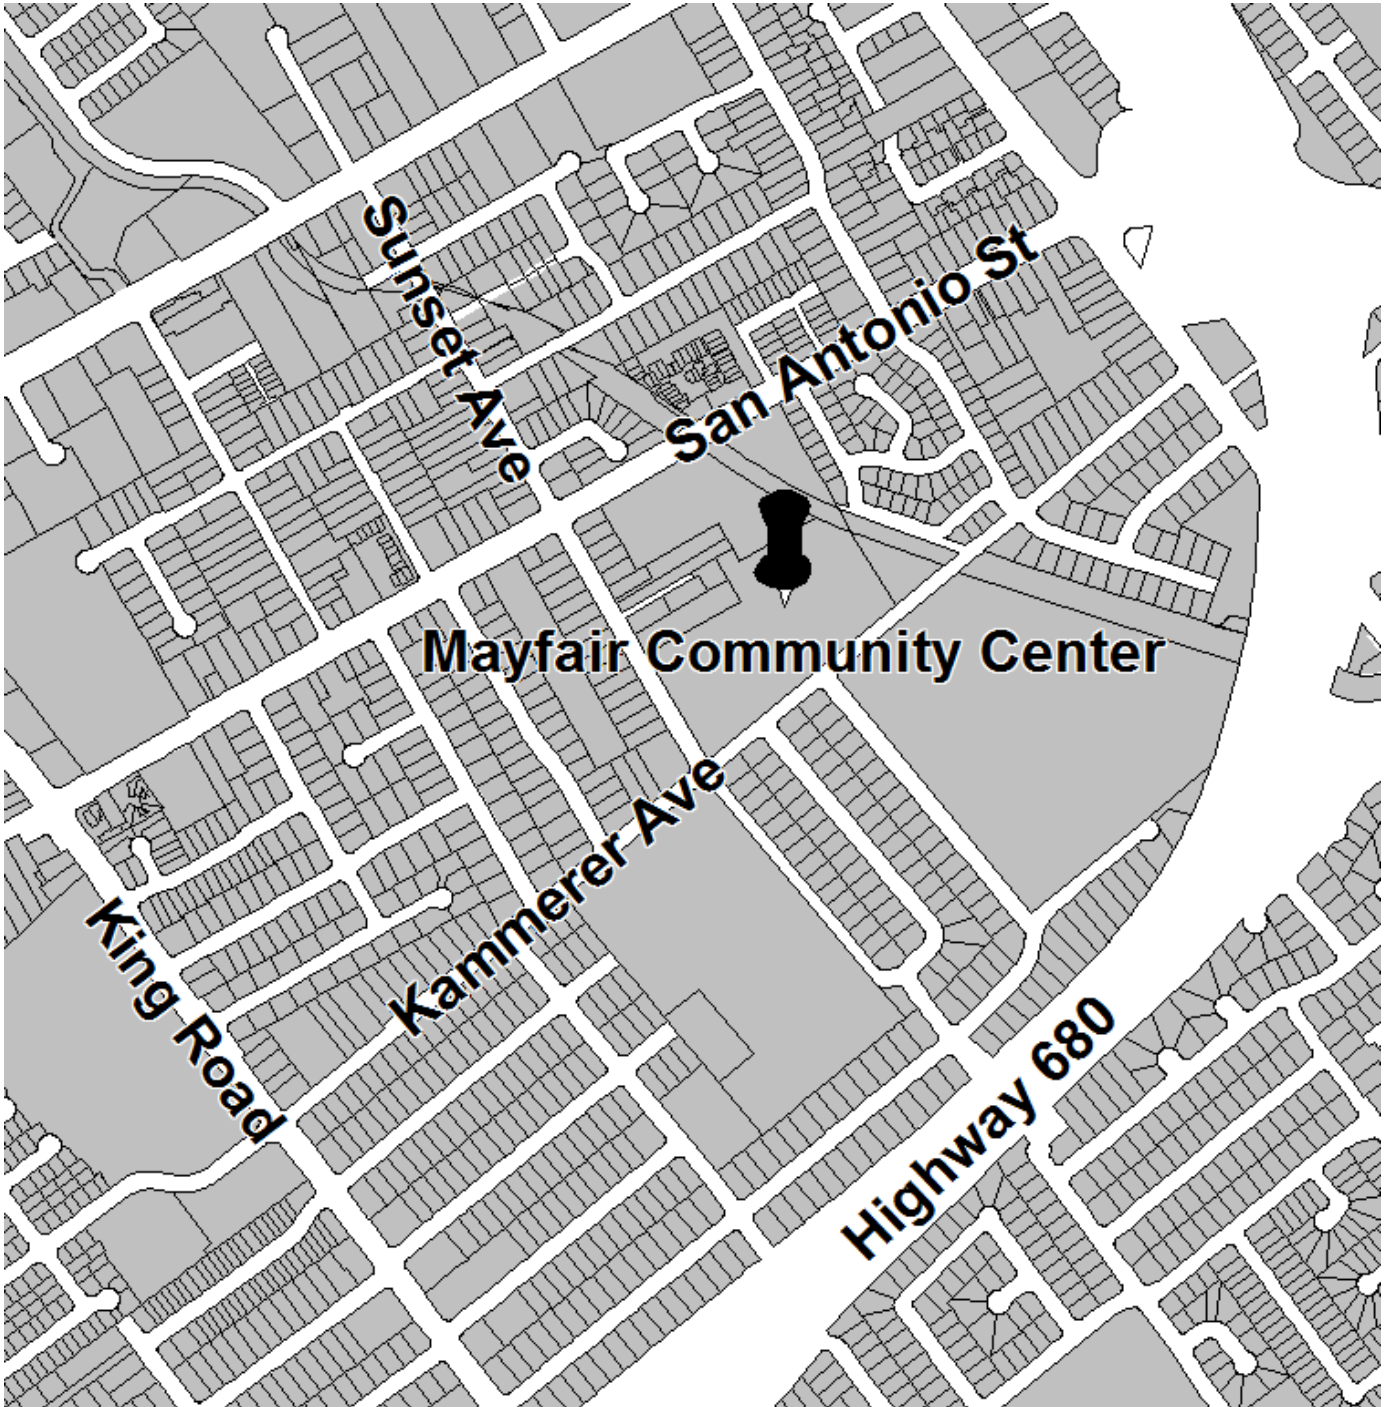 Sunset Ave
San Antonio St
Mayfair Community Center
Kammerer Ave
King Road
Highway 680